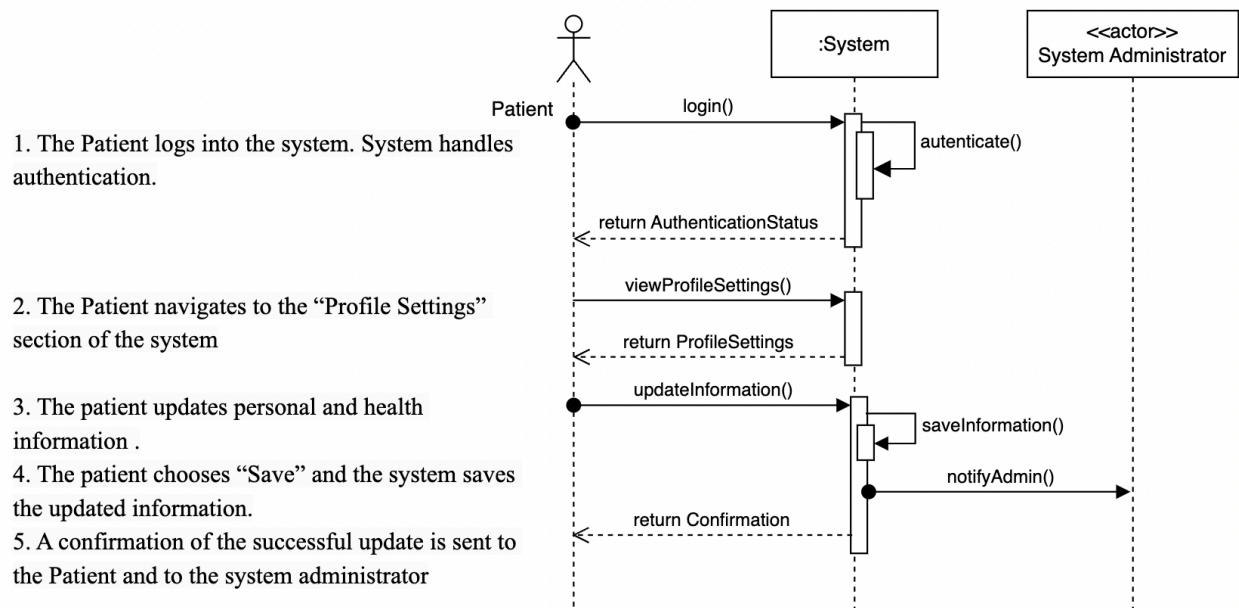 :System
<<actor>>
System Administrator
Patient
login()
autenticate()
1. The Patient logs into the system. System handles
authentication.
return AuthenticationStatus
viewProfileSettings()
2. The Patient navigates to the “Profile Settings”
section of the system
return ProfileSettings
updateInformation()
3. The patient updates personal and health
information .
saveInformation()
4. The patient chooses “Save” and the system saves
the updated information.
notifyAdmin()
return Confirmation
5. A confirmation of the successful update is sent to
the Patient and to the system administrator